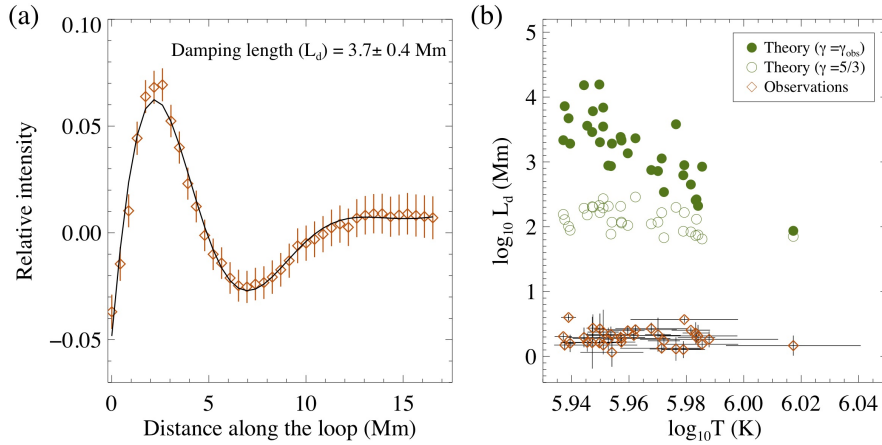 (a)
0.10
0.05
0.00
−0.05
Relative intensity
Damping length (L_d) = 3.7± 0.4 Mm
0
5
10
15
Distance along the loop (Mm)
(b)
5
4
3
2
1
0
log₁₀ L_d (Mm)
Theory (γ =γ_obs)
Theory (γ =5/3)
Observations
5.94
5.96
5.98
6.00
6.02
6.04
log₁₀T (K)